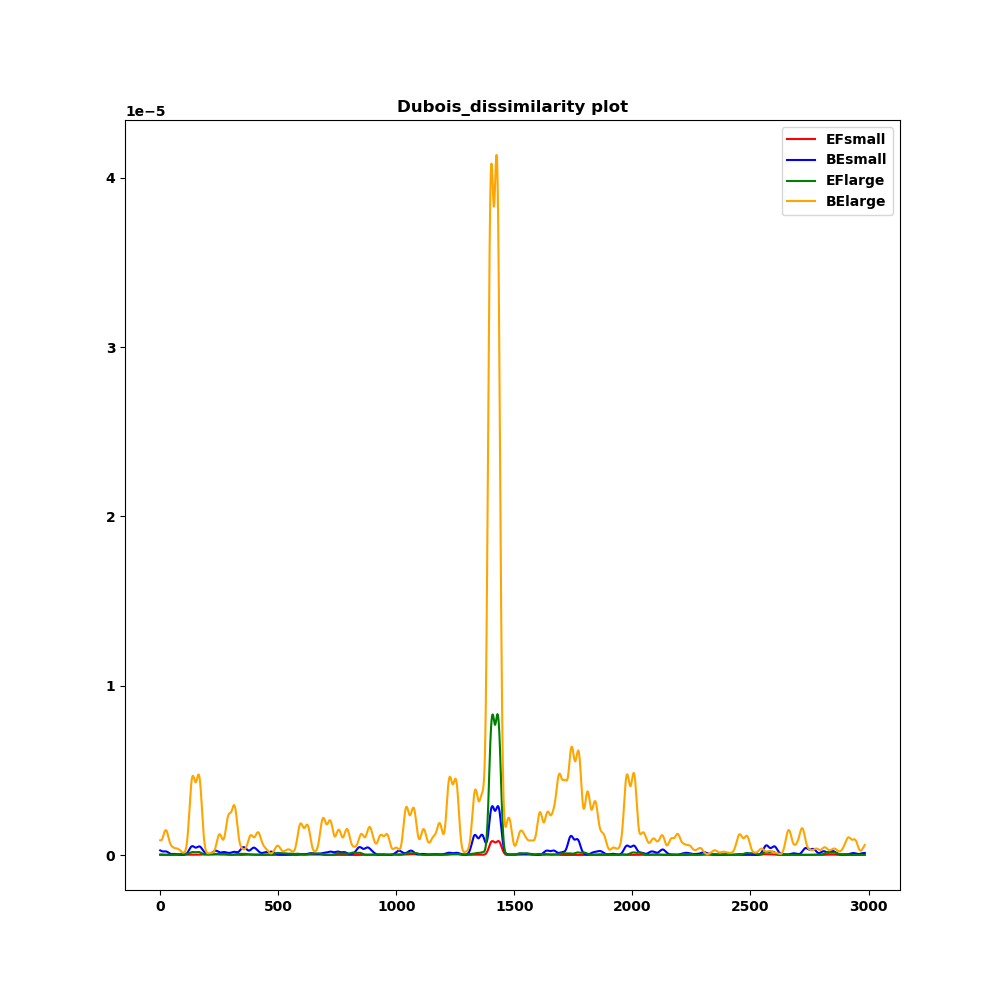 Dubois_dissimilarity plot
1e−5
EFsmall
BEsmall
EFlarge
BElarge
4
3
2
1
0
0 500 1000 1500 2000 2500 3000